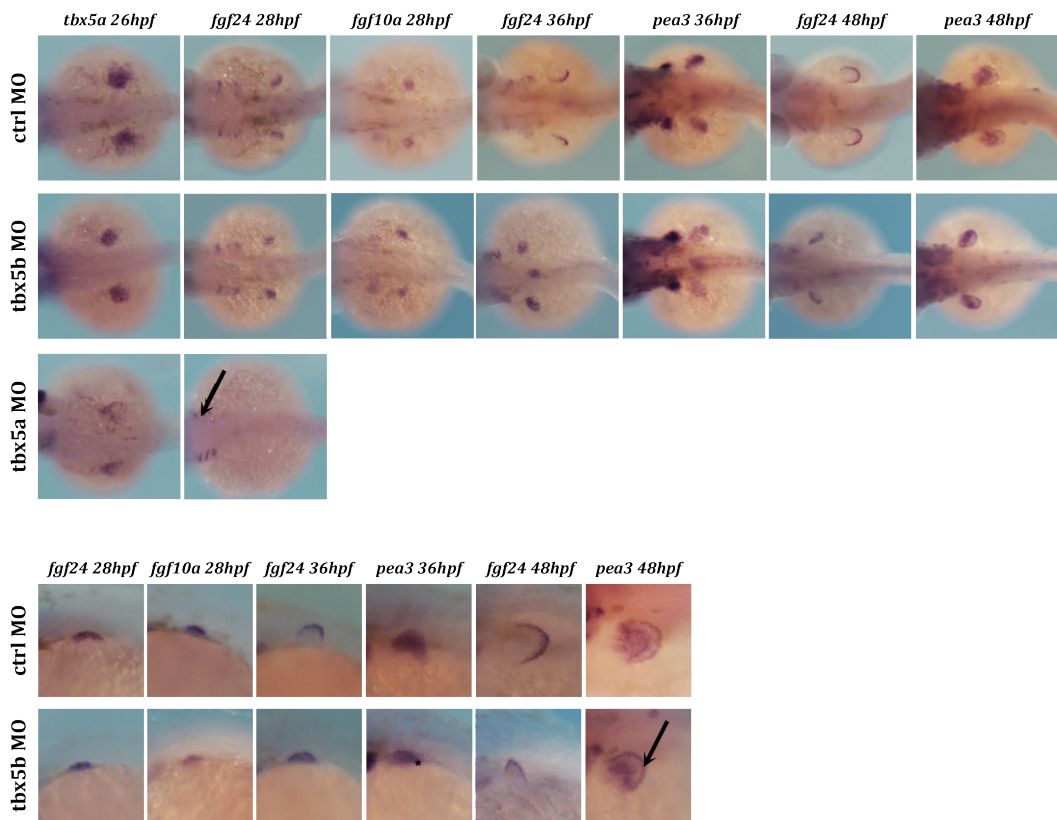 tbx5a 26hpf fgf24 28hpf fgf10a 28hpf fgf24 36hpf pea3 36hpf fgf24 48hpf pea3 48hpf
ctrl MO
tbx5b MO
tbx5a MO
fgf24 28hpf fgf10a 28hpf fgf24 36hpf pea3 36hpf fgf24 48hpf pea3 48hpf
ctrl MO
tbx5b MO
*